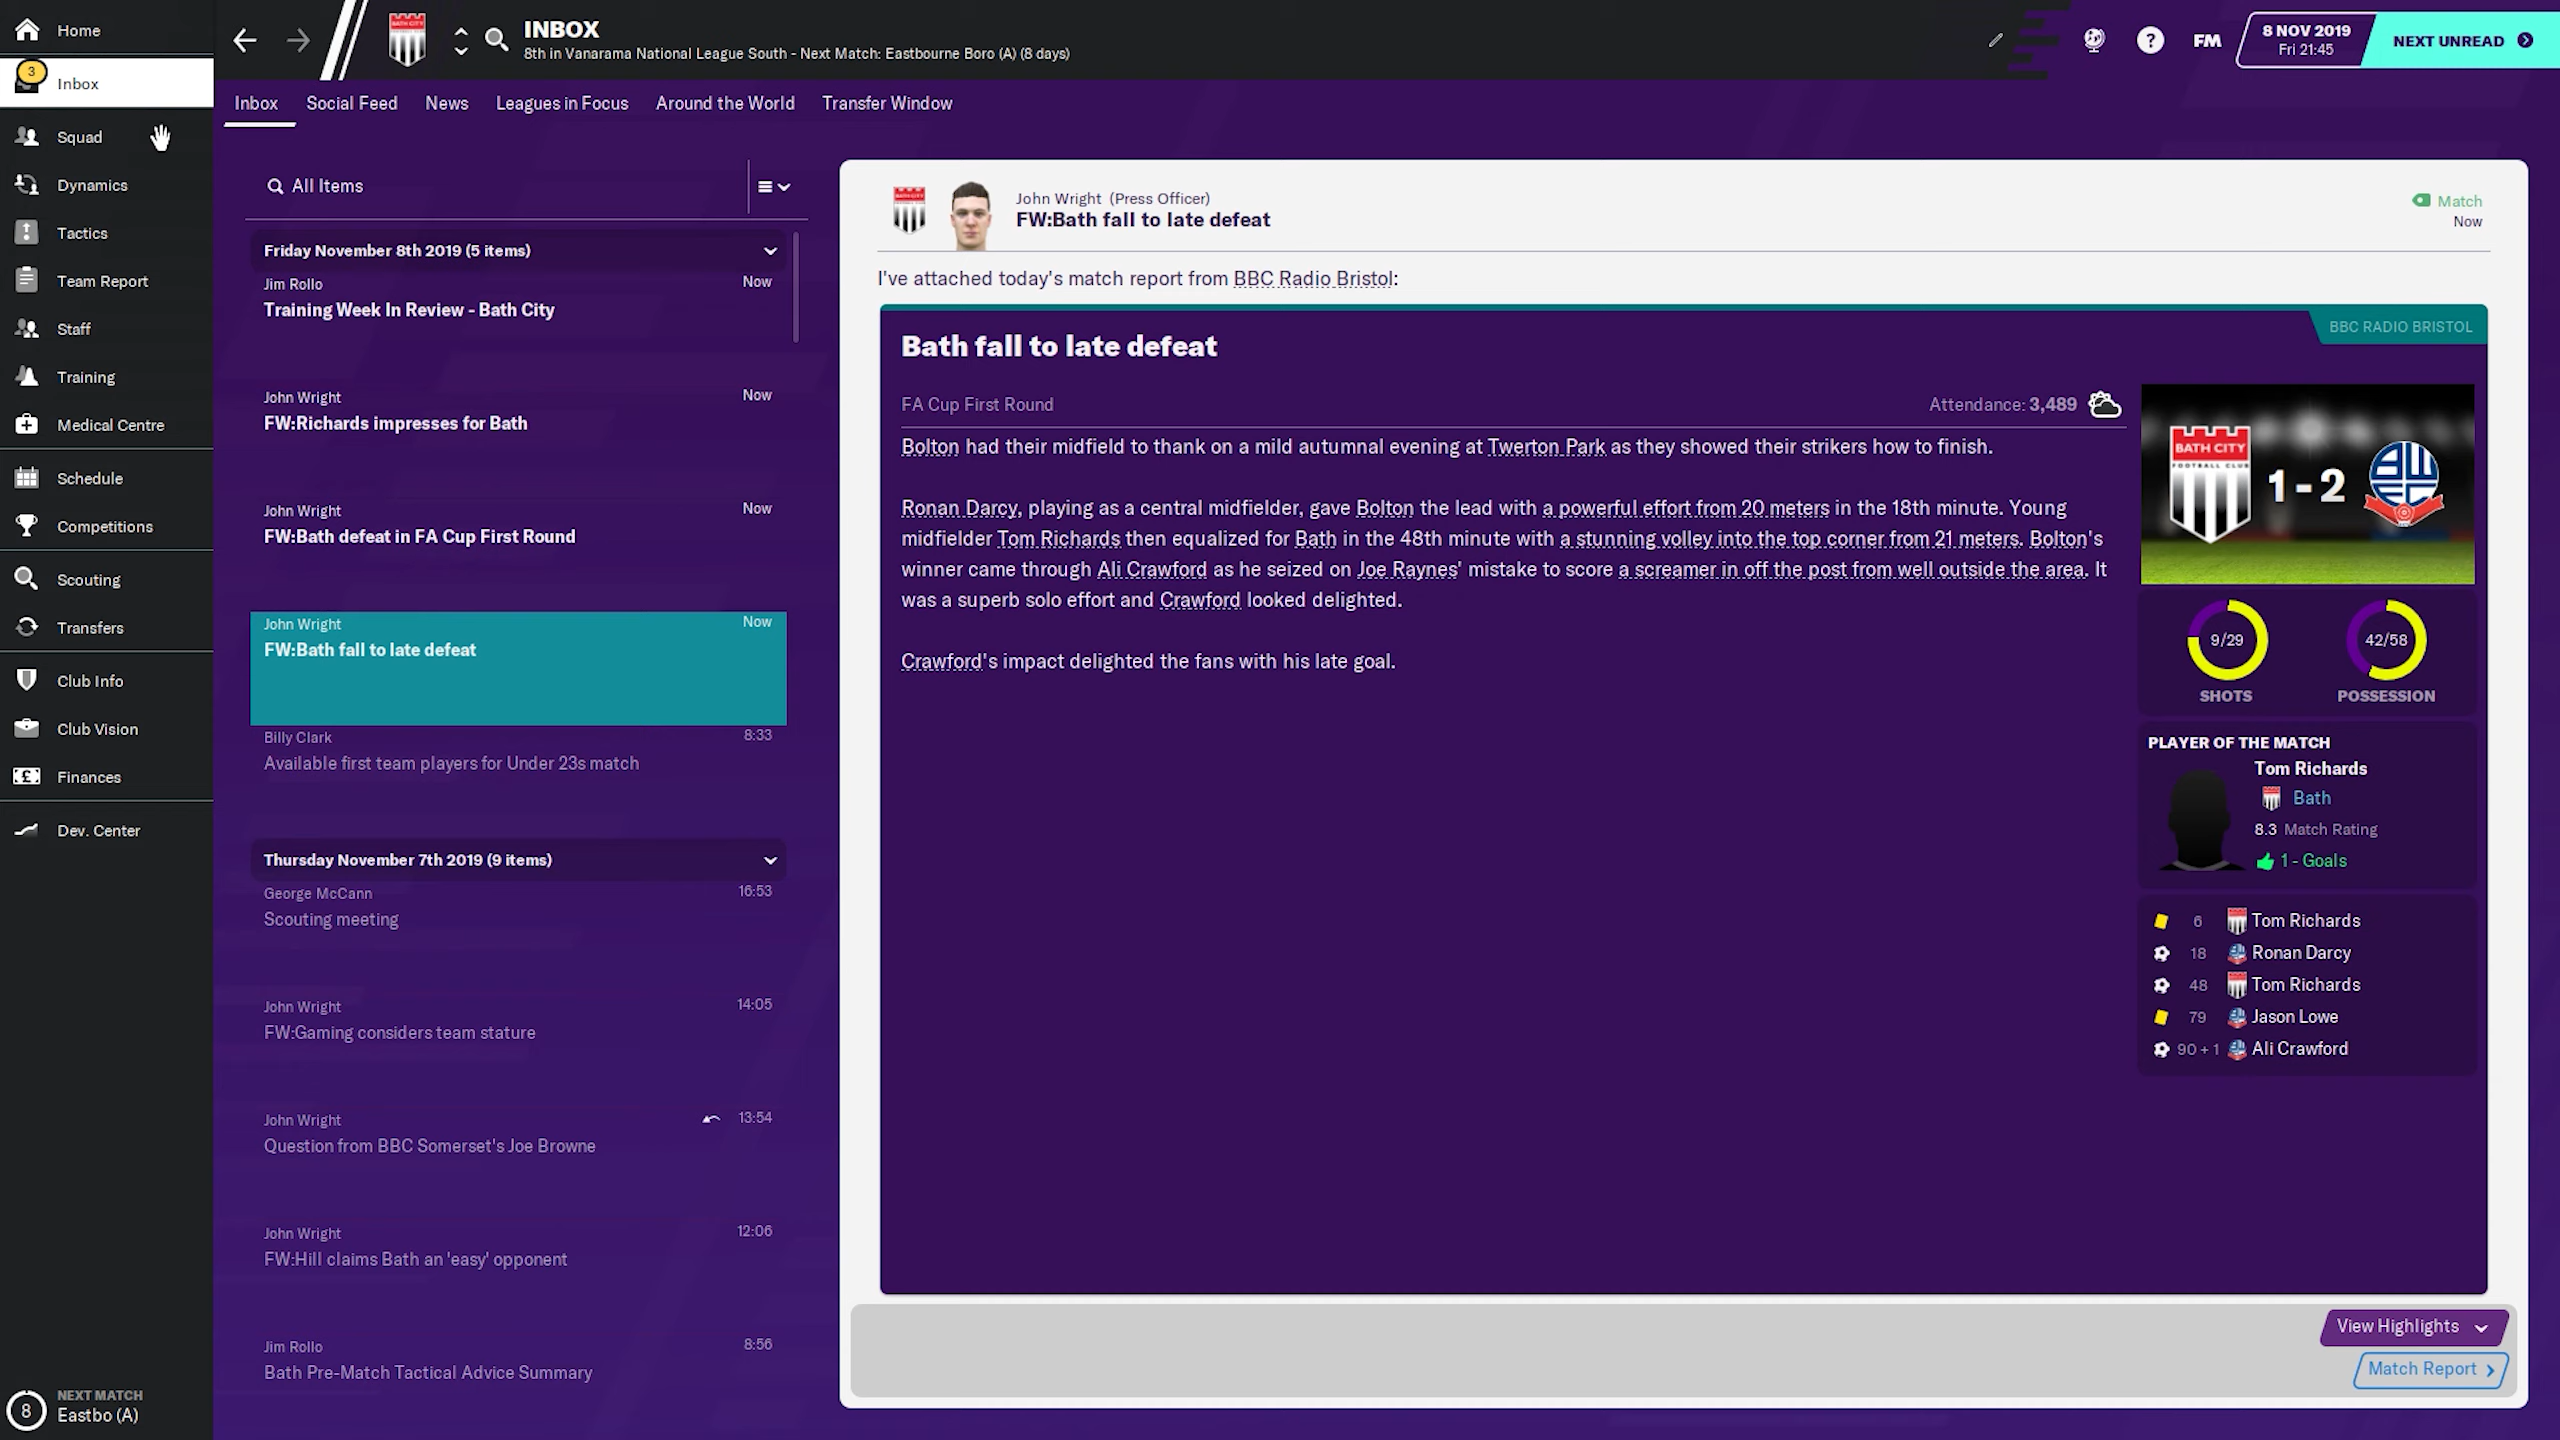 Home
3
Inbox
Squad
Dynamics
Tactics
Team Report
Staff
Training
Medical Centre
Schedule
Competitions
Scouting
Transfers
Club Info
Club Vision
Finances
Dev. Center
8
NEXT MATCH
Eastbo (A)
INBOX
8th in Vanarama National League South - Next Match: Eastbourne Boro (A) (8 days)
?
FM
8 NOV 2019
Fri 21:45
NEXT UNREAD
Inbox Social Feed News Leagues in Focus Around the World Transfer Window
All Items
Friday November 8th 2019 (5 items)
Jim Rollo Now
Training Week In Review - Bath City
John Wright Now
FW:Richards impresses for Bath
John Wright Now
FW:Bath defeat in FA Cup First Round
John Wright Now
FW:Bath fall to late defeat
Billy Clark 8:33
Available first team players for Under 23s match
Thursday November 7th 2019 (9 items)
George McCann 16:53
Scouting meeting
John Wright 14:05
FW:Gaming considers team stature
John Wright 13:54
Question from BBC Somerset's Joe Browne
John Wright 12:06
FW:Hill claims Bath an 'easy' opponent
Jim Rollo 8:56
Bath Pre-Match Tactical Advice Summary
John Wright (Press Officer)
FW:Bath fall to late defeat
Match
Now
I've attached today's match report from BBC Radio Bristol:
BBC RADIO BRISTOL
Bath fall to late defeat
FA Cup First Round
Attendance: 3,489
Bolton had their midfield to thank on a mild autumnal evening at Twerton Park as they showed their strikers how to finish.
Ronan Darcy, playing as a central midfielder, gave Bolton the lead with a powerful effort from 20 meters in the 18th minute. Young
midfielder Tom Richards then equalized for Bath in the 48th minute with a stunning volley into the top corner from 21 meters. Bolton's
winner came through Ali Crawford as he seized on Joe Raynes' mistake to score a screamer in off the post from well outside the area. It
was a superb solo effort and Crawford looked delighted.
Crawford's impact delighted the fans with his late goal.
BATH CITY
FOOTBALL CLUB
1 - 2
9/29
SHOTS
42/58
POSSESSION
PLAYER OF THE MATCH
Tom Richards
Bath
8.3 Match Rating
1 - Goals
6 Tom Richards
18 Ronan Darcy
48 Tom Richards
79 Jason Lowe
90 + 1 Ali Crawford
View Highlights
Match Report